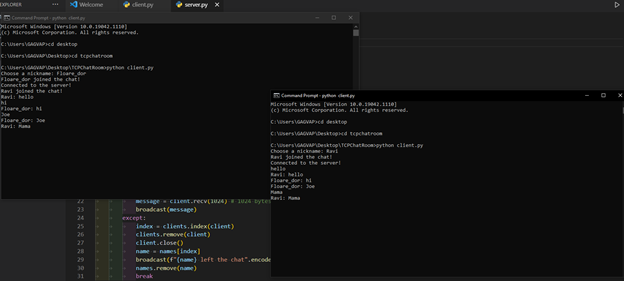 EXPLORER
Welcome
client.py
server.py
Command Prompt - python client.py
Microsoft Windows [Version 10.0.19042.1110]
(c) Microsoft Corporation. All rights reserved.
C:\Users\GAGVAP>cd desktop
C:\Users\GAGVAP\Desktop>cd tcpchatroom
C:\Users\GAGVAP\Desktop\TCPChatRoom>python client.py
Choose a nickname: Floare_dor
Floare_dor joined the chat!
Connected to the server!
Ravi joined the chat!
Ravi: hello
hi
Floare_dor: hi
Joe
Floare_dor: Joe
Ravi: Mama
Command Prompt - python client.py
Microsoft Windows [Version 10.0.19042.1110]
(c) Microsoft Corporation. All rights reserved.
C:\Users\GAGVAP>cd desktop
C:\Users\GAGVAP\Desktop>cd tcpchatroom
C:\Users\GAGVAP\Desktop\TCPChatRoom>python client.py
Choose a nickname: Ravi
Ravi joined the chat!
Connected to the server!
hello
Ravi: hello
Floare_dor: hi
Floare_dor: Joe
Mama
Ravi: Mama
22 message = client.recv(1024) # 1024 bytes
23 broadcast(message)
24 except:
25 index = clients.index(client)
26 clients.remove(client)
27 client.close()
28 name = names[index]
29 broadcast(f"{name} left the chat".encode
30 names.remove(name)
31 break